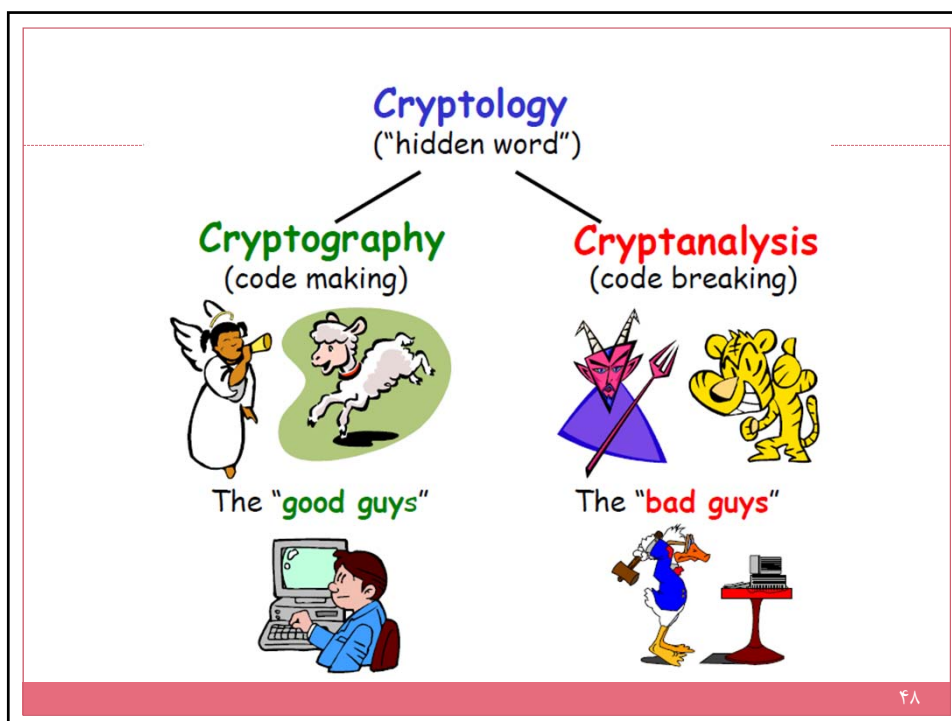 Cryptology
(“hidden word”)
Cryptography
(code making)
Cryptanalysis
(code breaking)
The “good guys”
The “bad guys”
۴۸